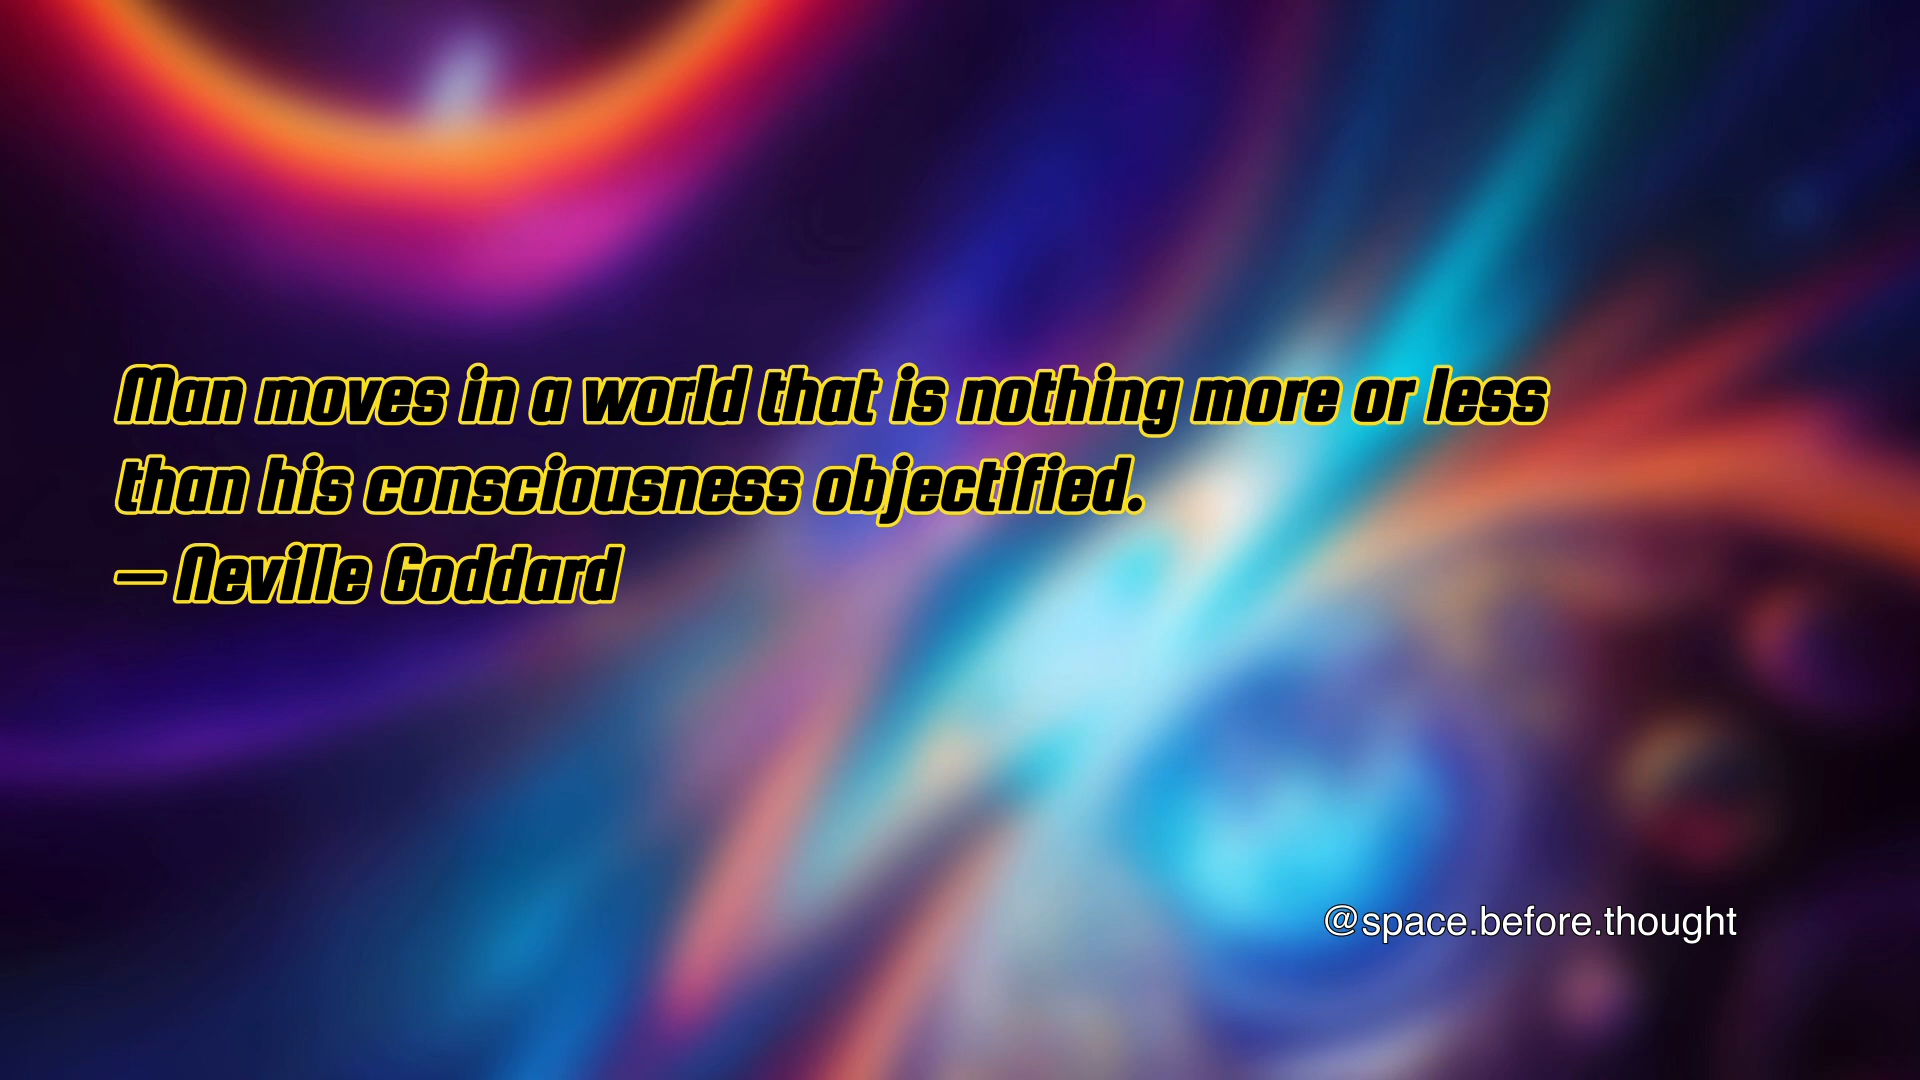 Man moves in a world that is nothing more or less
than his consciousness objectified.
— Neville Goddard
@space.before.thought